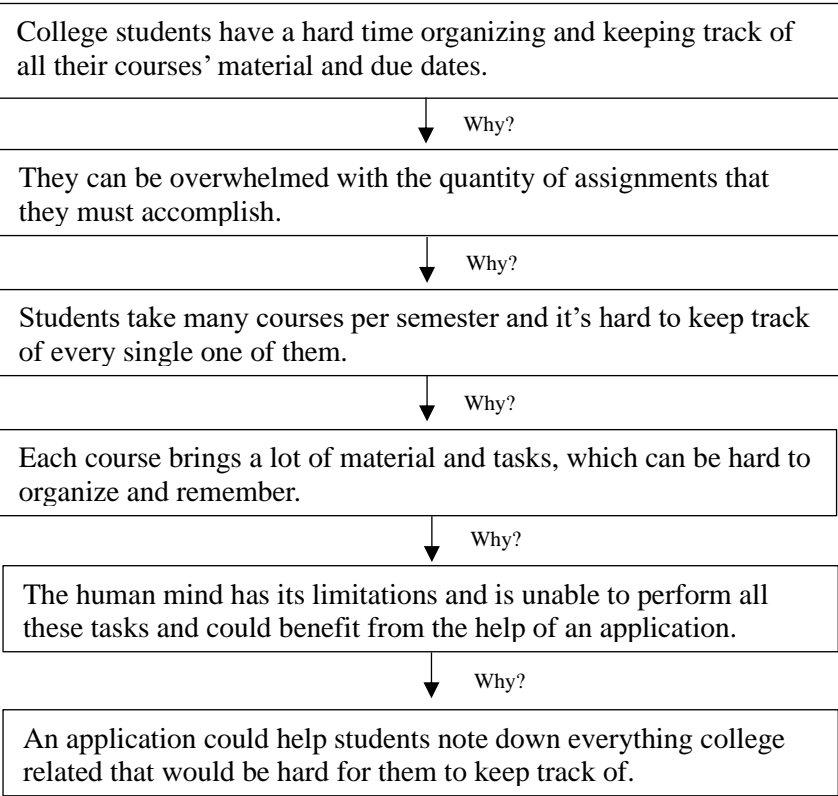 College students have a hard time organizing and keeping track of
all their courses’ material and due dates.
Why?
They can be overwhelmed with the quantity of assignments that
they must accomplish.
Why?
Students take many courses per semester and it’s hard to keep track
of every single one of them.
Why?
Each course brings a lot of material and tasks, which can be hard to
organize and remember.
Why?
The human mind has its limitations and is unable to perform all
these tasks and could benefit from the help of an application.
Why?
An application could help students note down everything college
related that would be hard for them to keep track of.